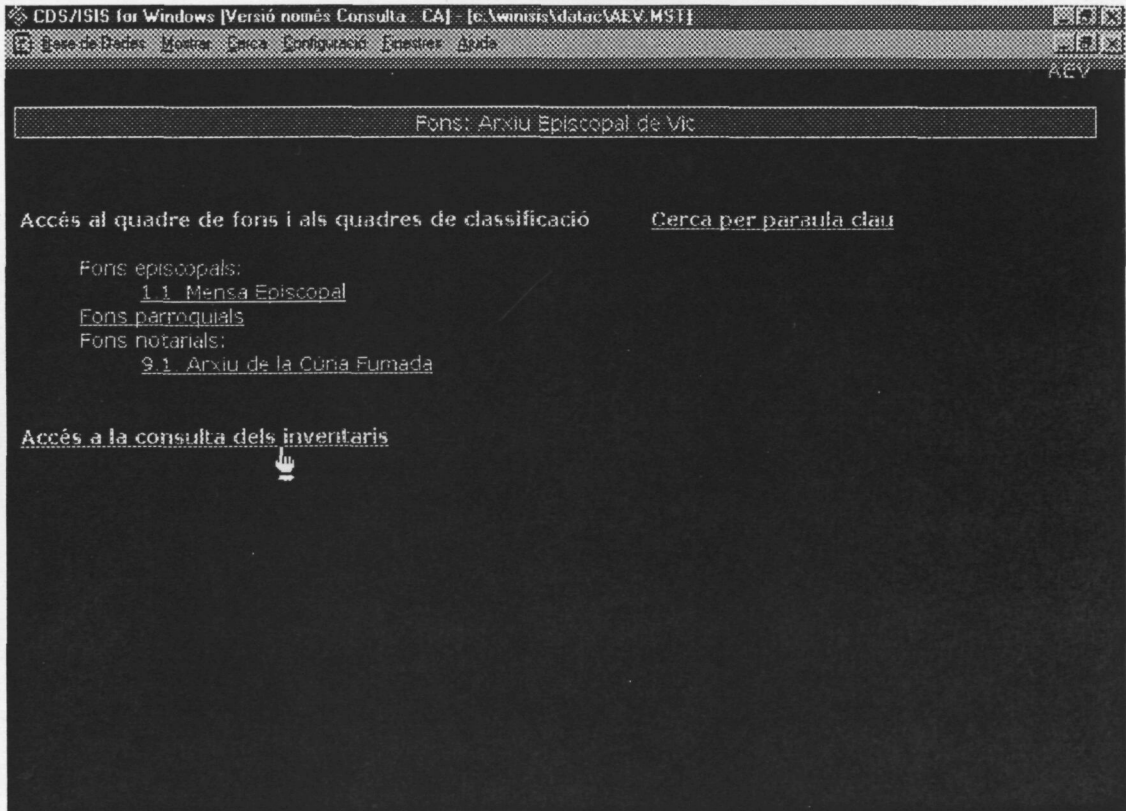 CDS/ISIS for Windows [Versió només Consulta . CA] - [c:\winisis\datac\AEV.MST]
Base de Dades Mostrar Cerca Configuració Finestres Ajuda
AEV
Fons: Arxiu Episcopal de Vic
Accés al quadre de fons i als quadres de classificació Cerca per paraula clau
Fons episcopals:
1.1. Mensa Episcopal
Fons parroquials
Fons notarials:
9.1. Arxiu de la Cúria Fumada
Accés a la consulta dels inventaris